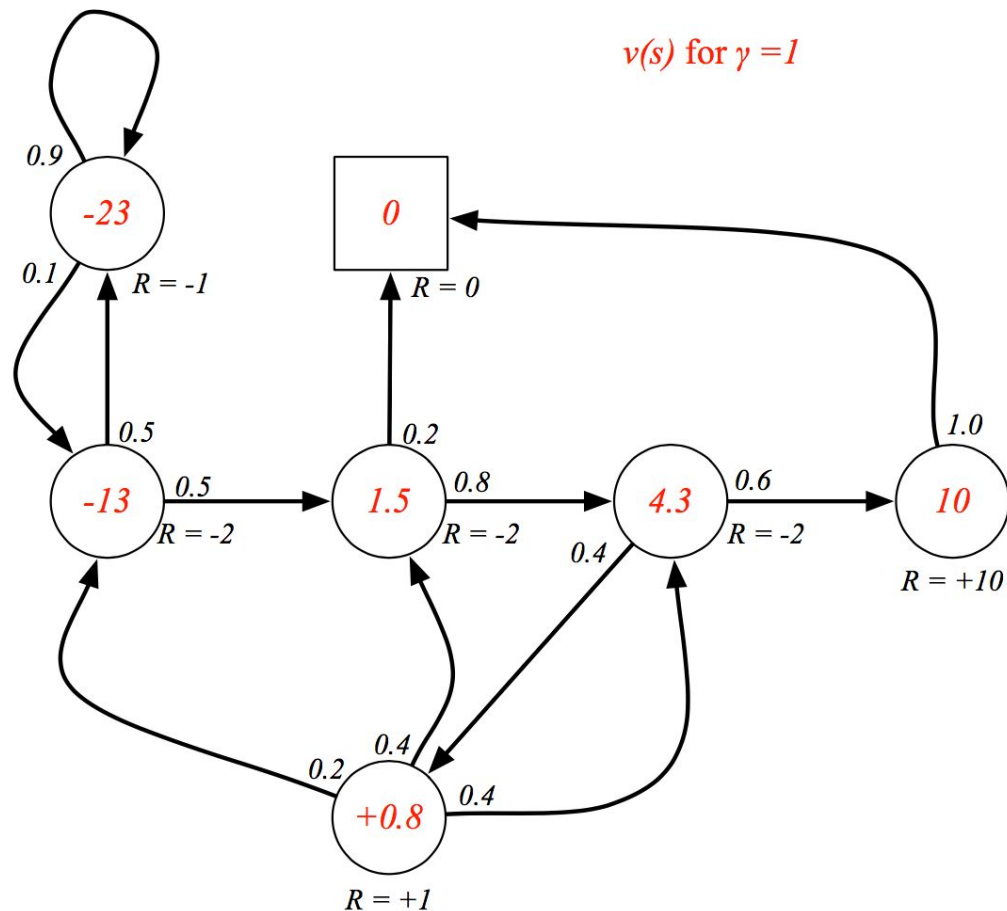 v(s) for γ =1
0.9
-23
0
0.1
R = -1
R = 0
0.5
0.2
1.0
-13
0.5
1.5
0.8
4.3
0.6
10
R = -2
R = -2
0.4
R = -2
R = +10
0.4
0.2
+0.8
0.4
R = +1